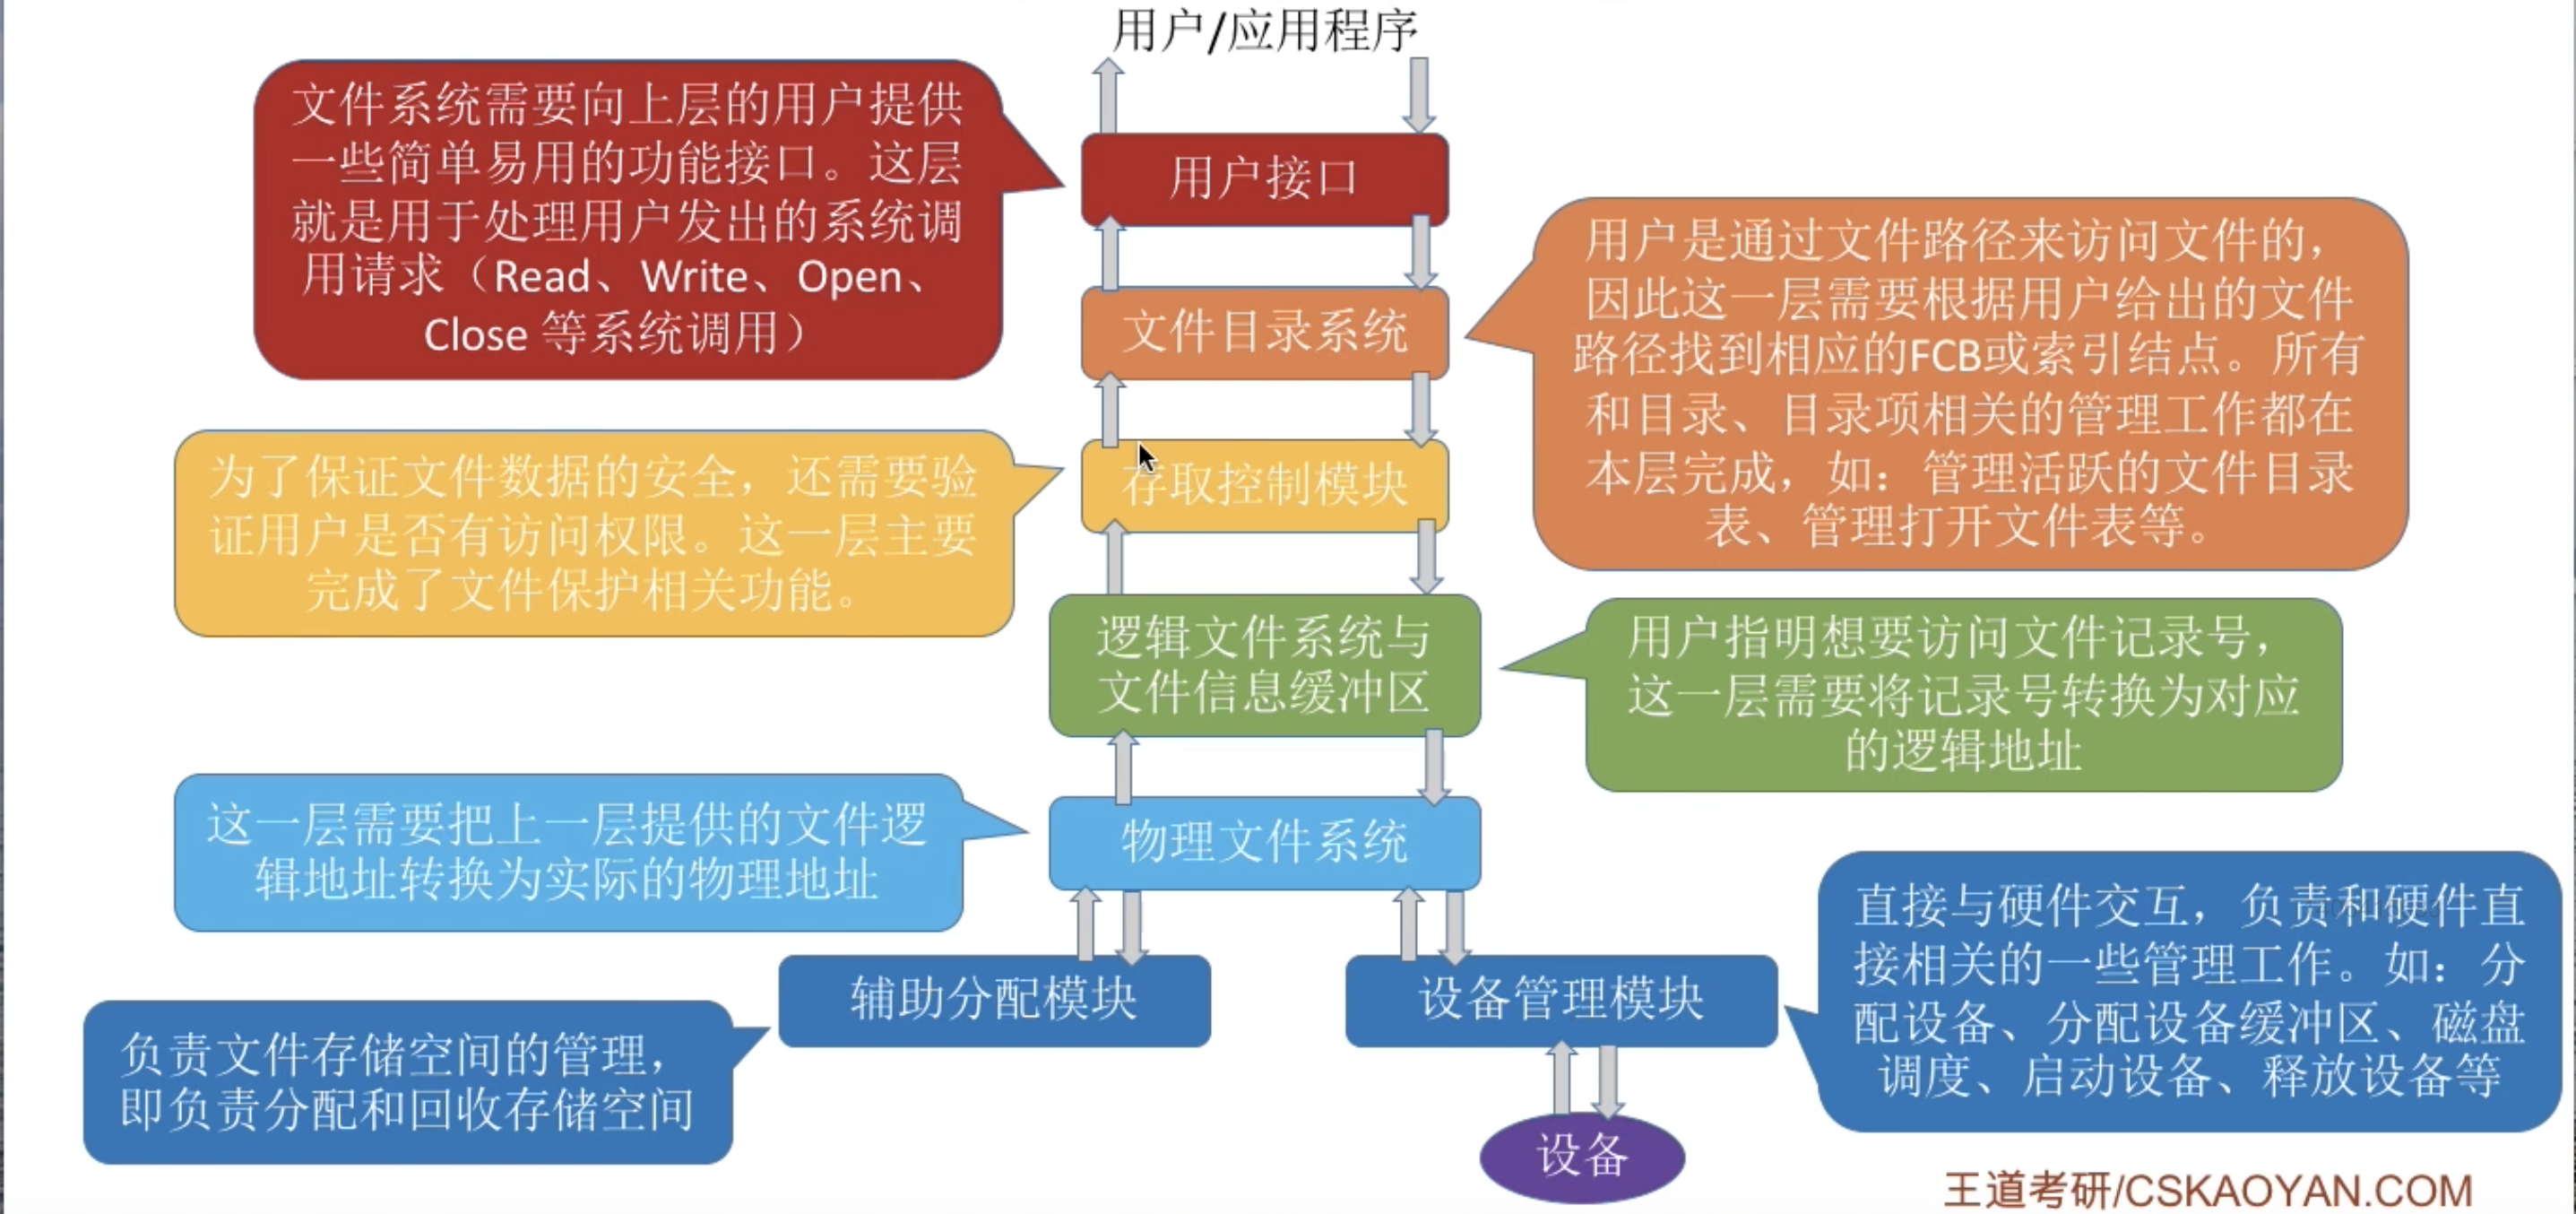 用户/应用程序
文件系统需要向上层的用户提供
一些简单易用的功能接口。这层
就是用于处理用户发出的系统调
用请求（Read、Write、Open、
Close 等系统调用）
用户接口
用户是通过文件路径来访问文件的，
因此这一层需要根据用户给出的文件
路径找到相应的FCB或索引结点。所有
和目录、目录项相关的管理工作都在
本层完成，如：管理活跃的文件目录
表、管理打开文件表等。
文件目录系统
为了保证文件数据的安全，还需要验
证用户是否有访问权限。这一层主要
完成了文件保护相关功能。
存取控制模块
逻辑文件系统与
文件信息缓冲区
用户指明想要访问文件记录号，
这一层需要将记录号转换为对应
的逻辑地址
这一层需要把上一层提供的文件逻
辑地址转换为实际的物理地址
物理文件系统
直接与硬件交互，负责和硬件直
接相关的一些管理工作。如：分
配设备、分配设备缓冲区、磁盘
调度、启动设备、释放设备等
辅助分配模块
设备管理模块
负责文件存储空间的管理，
即负责分配和回收存储空间
设备
王道考研/CSKAOYAN.COM